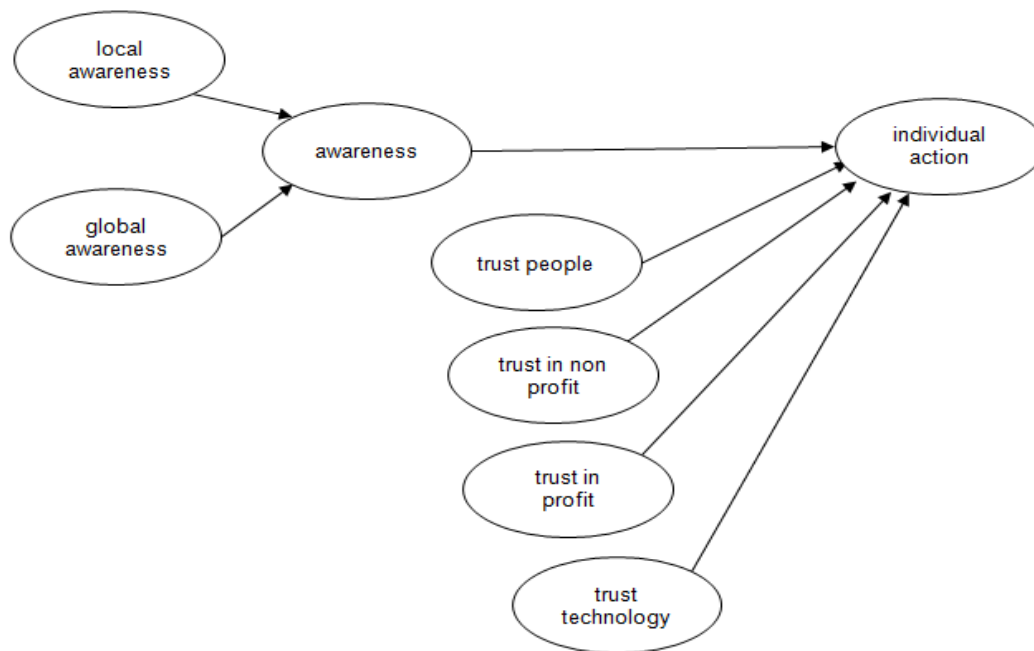 local
awareness
awareness
individual
action
global
awareness
trust people
trust in non
profit
trust in
profit
trust
technology